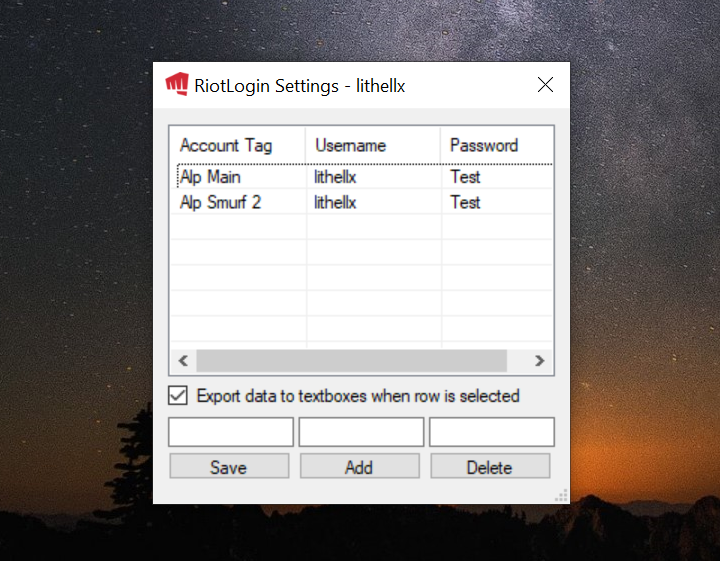 RiotLogin Settings - lithellx
Account Tag Username Password
Alp Main lithellx Test
Alp Smurf 2 lithellx Test
Export data to textboxes when row is selected
Save Add Delete